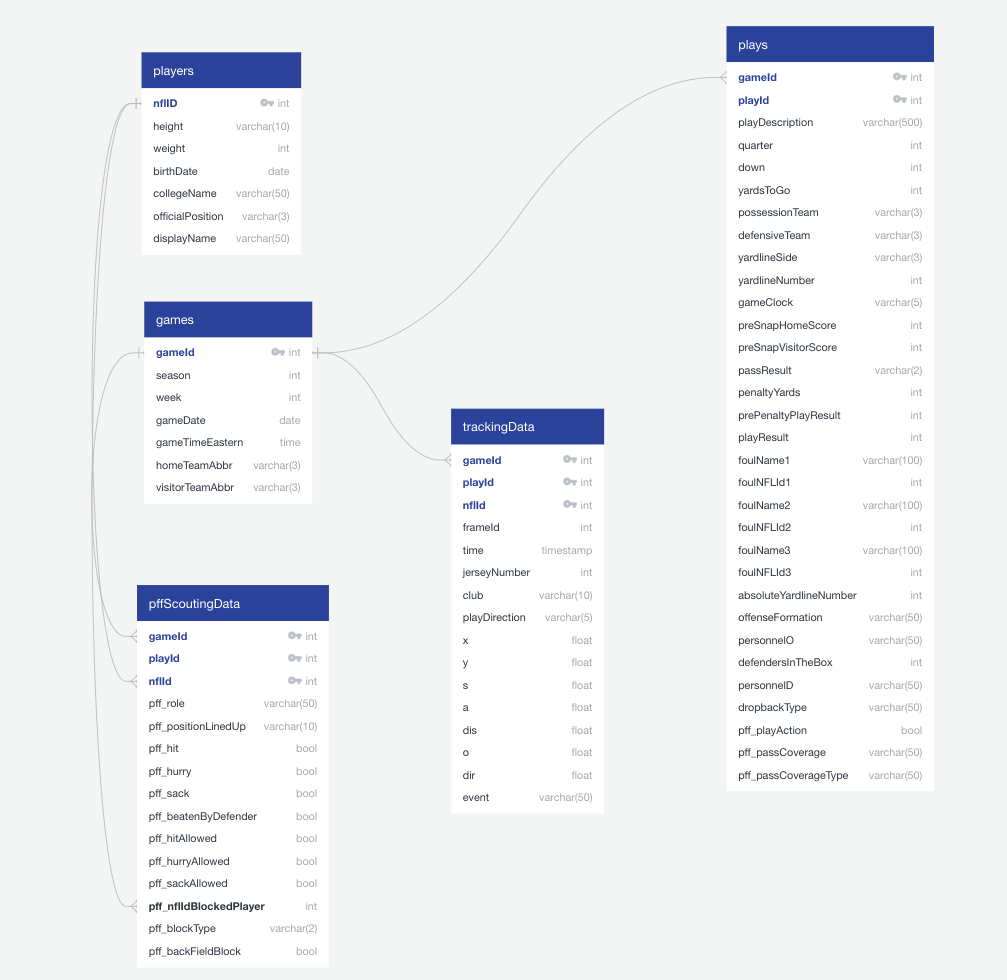 players
nflID int
height varchar(10)
weight int
birthDate date
collegeName varchar(50)
officialPosition varchar(3)
displayName varchar(50)
games
gameId int
season int
week int
gameDate date
gameTimeEastern time
homeTeamAbbr varchar(3)
visitorTeamAbbr varchar(3)
pffScoutingData
gameId int
playId int
nflId int
pff_role varchar(50)
pff_positionLinedUp varchar(10)
pff_hit bool
pff_hurry bool
pff_sack bool
pff_beatenByDefender bool
pff_hitAllowed bool
pff_hurryAllowed bool
pff_sackAllowed bool
pff_nflIdBlockedPlayer int
pff_blockType varchar(2)
pff_backFieldBlock bool
trackingData
gameId int
playId int
nflId int
frameId int
time timestamp
jerseyNumber int
club varchar(10)
playDirection varchar(5)
x float
y float
s float
a float
dis float
o float
dir float
event varchar(50)
plays
gameId int
playId int
playDescription varchar(500)
quarter int
down int
yardsToGo int
possessionTeam varchar(3)
defensiveTeam varchar(3)
yardlineSide varchar(3)
yardlineNumber int
gameClock varchar(5)
preSnapHomeScore int
preSnapVisitorScore int
passResult varchar(2)
penaltyYards int
prePenaltyPlayResult int
playResult int
foulName1 varchar(100)
foulNFLId1 int
foulName2 varchar(100)
foulNFLId2 int
foulName3 varchar(100)
foulNFLId3 int
absoluteYardlineNumber int
offenseFormation varchar(50)
personnelO varchar(50)
defendersInTheBox int
personnelD varchar(50)
dropbackType varchar(50)
pff_playAction bool
pff_passCoverage varchar(50)
pff_passCoverageType varchar(50)